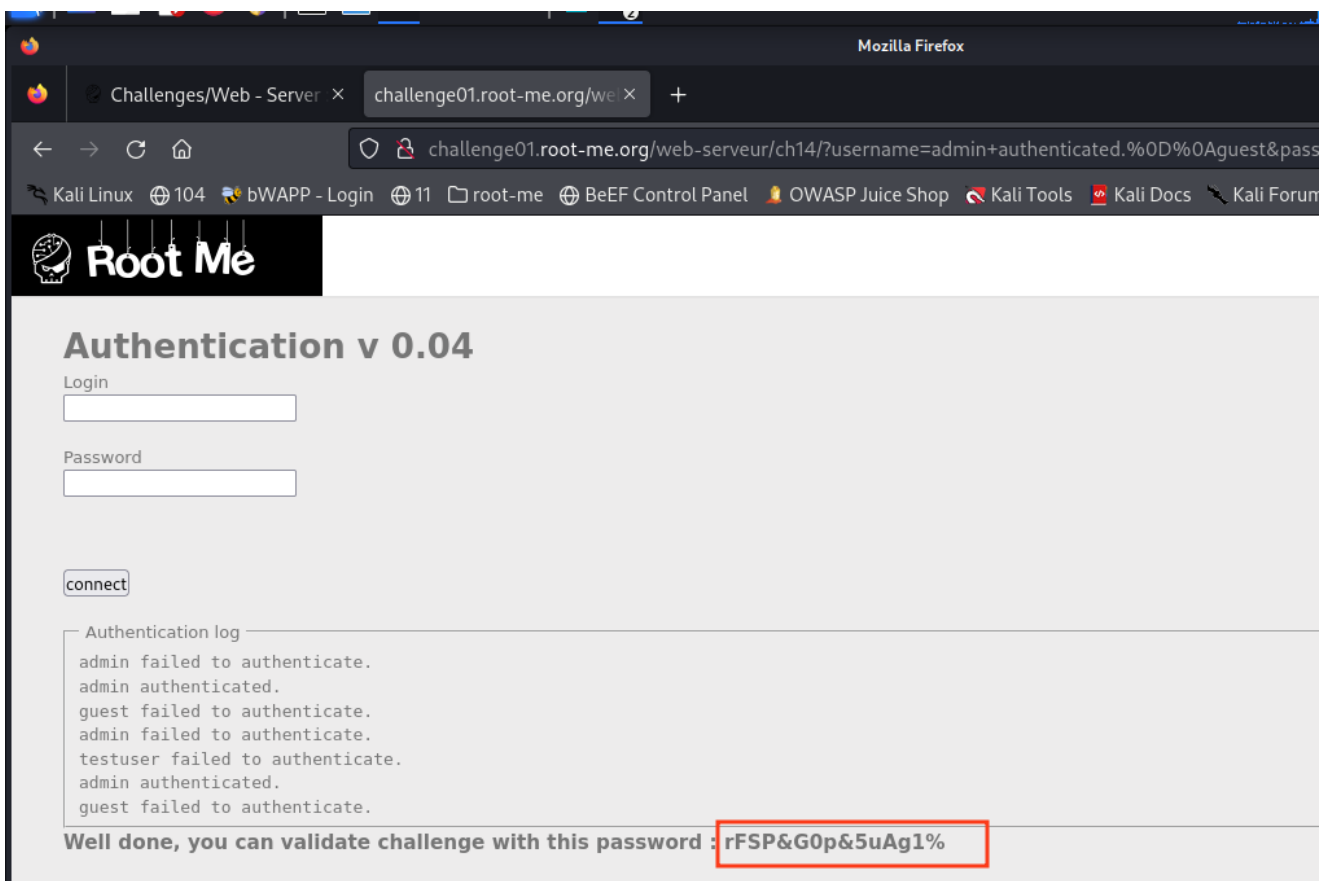 Mozilla Firefox
Challenges/Web - Server
challenge01.root-me.org/we
challenge01.root-me.org/web-serveur/ch14/?username=admin+authenticated.%0D%0Aguest&pass
Kali Linux 104 bWAPP - Login 11 root-me BeEF Control Panel OWASP Juice Shop Kali Tools Kali Docs Kali Forum
Root Me
Authentication v 0.04
Login
Password
connect
Authentication log
admin failed to authenticate.
admin authenticated.
guest failed to authenticate.
admin failed to authenticate.
testuser failed to authenticate.
admin authenticated.
guest failed to authenticate.
Well done, you can validate challenge with this password : rFSP&G0p&5uAg1%